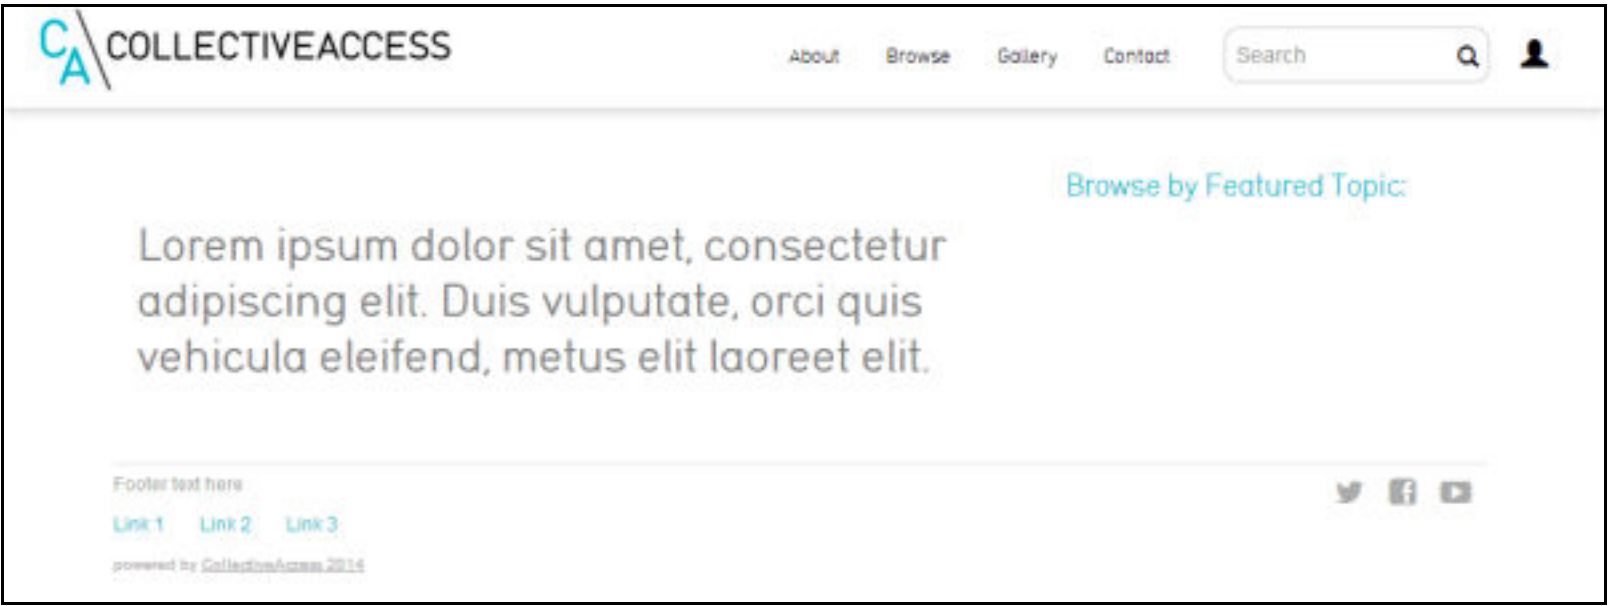 CA\COLLECTIVEACCESS
About Browse Gallery Contact Search
Browse by Featured Topic:
Lorem ipsum dolor sit amet, consectetur
adipiscing elit. Duis vulputate, orci quis
vehicula eleifend, metus elit laoreet elit.
Footer text here
Link 1 Link 2 Link 3
powered by CollectiveAccess 2014